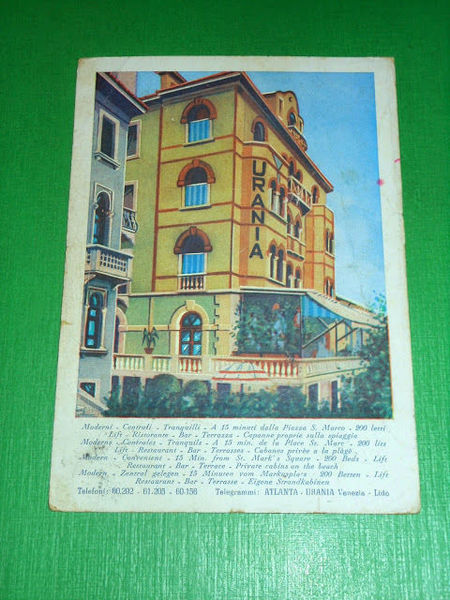 URANIA
Moderni - Centrali - Tranquilli - A 15 minuti dalla Piazza S. Marco - 200 letti
Lift - Ristorante - Bar - Terrazza - Capanne proprie sulla spiaggia
Moderns - Centrales - Tranquils - A 15 min. de la Place St. Marc - 200 lits
Lift - Restaurant - Bar - Terrasses - Cabanes privée a la plâge
Modern - Convenient - 15 Min. from St. Mark's Square - 200 Beds - Lift
Restaurant - Bar - Terrace - Private cabins on the beach
Modern - Zentral gelegen - 15 Minuten vom Markusplatz - 200 Betten - Lift
Restaurant - Bar - Terrasse - Eigene Strandkabinen
Telefoni: 60.292 - 61.205 - 60.156 Telegrammi: ATLANTA - URANIA Venezia - Lido